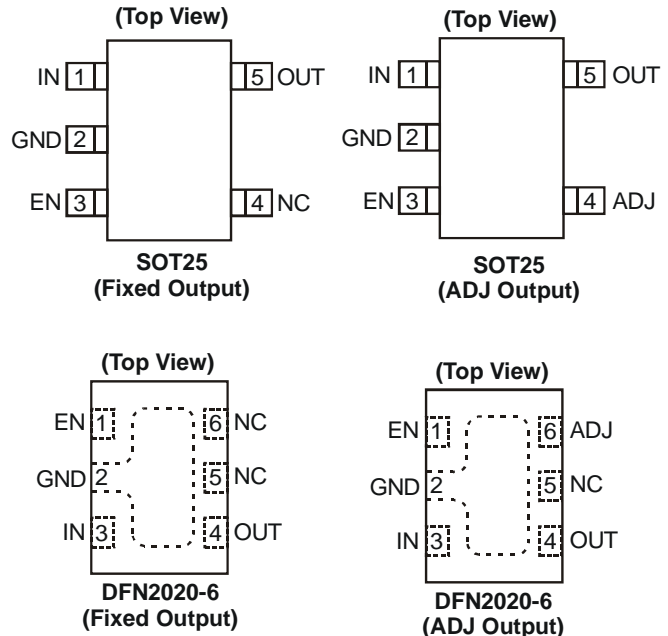 (Top View)
IN 1 5 OUT
GND 2
EN 3 4 NC
SOT25
(Fixed Output)
(Top View)
IN 1 5 OUT
GND 2
EN 3 4 ADJ
SOT25
(ADJ Output)
(Top View)
EN 1 6 NC
GND 2 5 NC
IN 3 4 OUT
DFN2020-6
(Fixed Output)
(Top View)
EN 1 6 ADJ
GND 2 5 NC
IN 3 4 OUT
DFN2020-6
(ADJ Output)